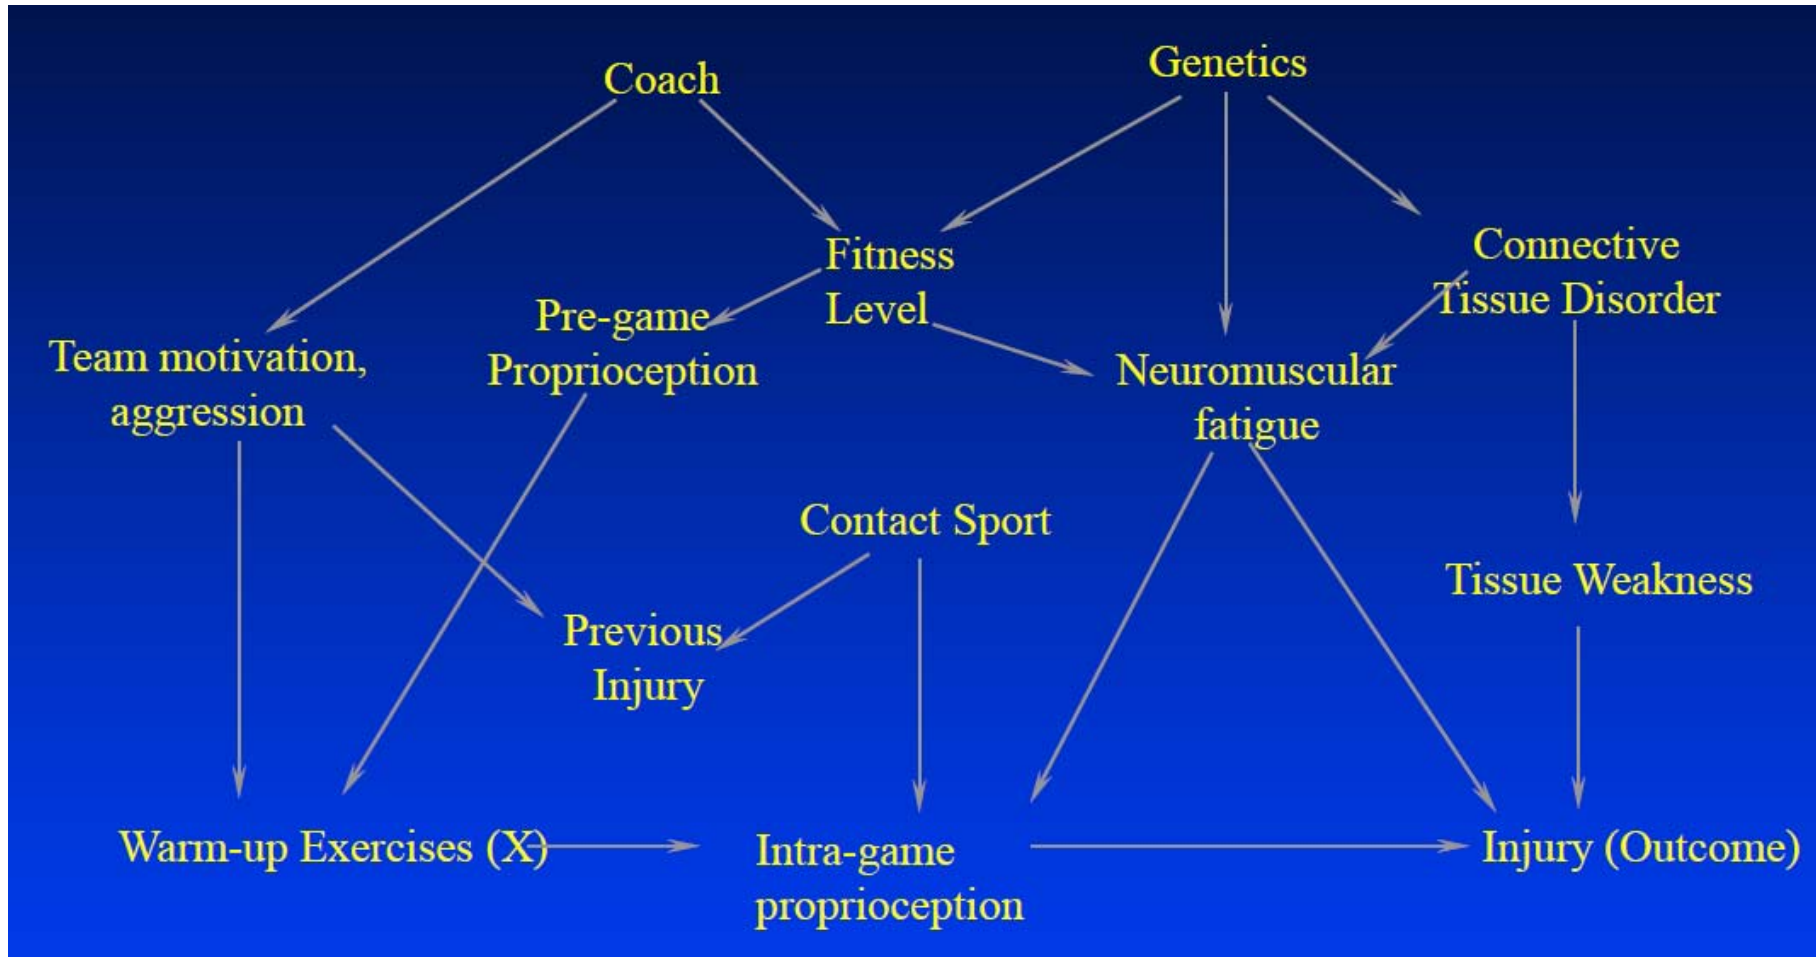 Coach
Genetics
Fitness
Level
Connective
Tissue Disorder
Pre-game
Proprioception
Team motivation,
aggression
Neuromuscular
fatigue
Contact Sport
Tissue Weakness
Previous
Injury
Warm-up Exercises (X)
Intra-game
proprioception
Injury (Outcome)